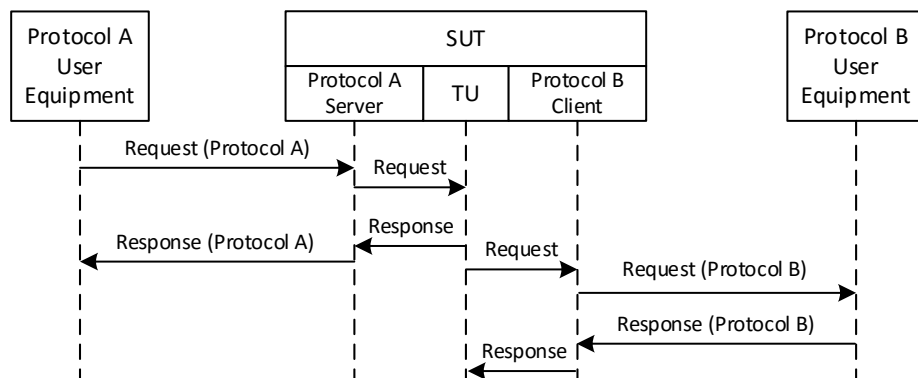 Protocol A
User
Equipment
SUT
Protocol A
Server
TU
Protocol B
Client
Protocol B
User
Equipment
Request (Protocol A)
Request
Response
Response (Protocol A)
Request
Request (Protocol B)
Response (Protocol B)
Response